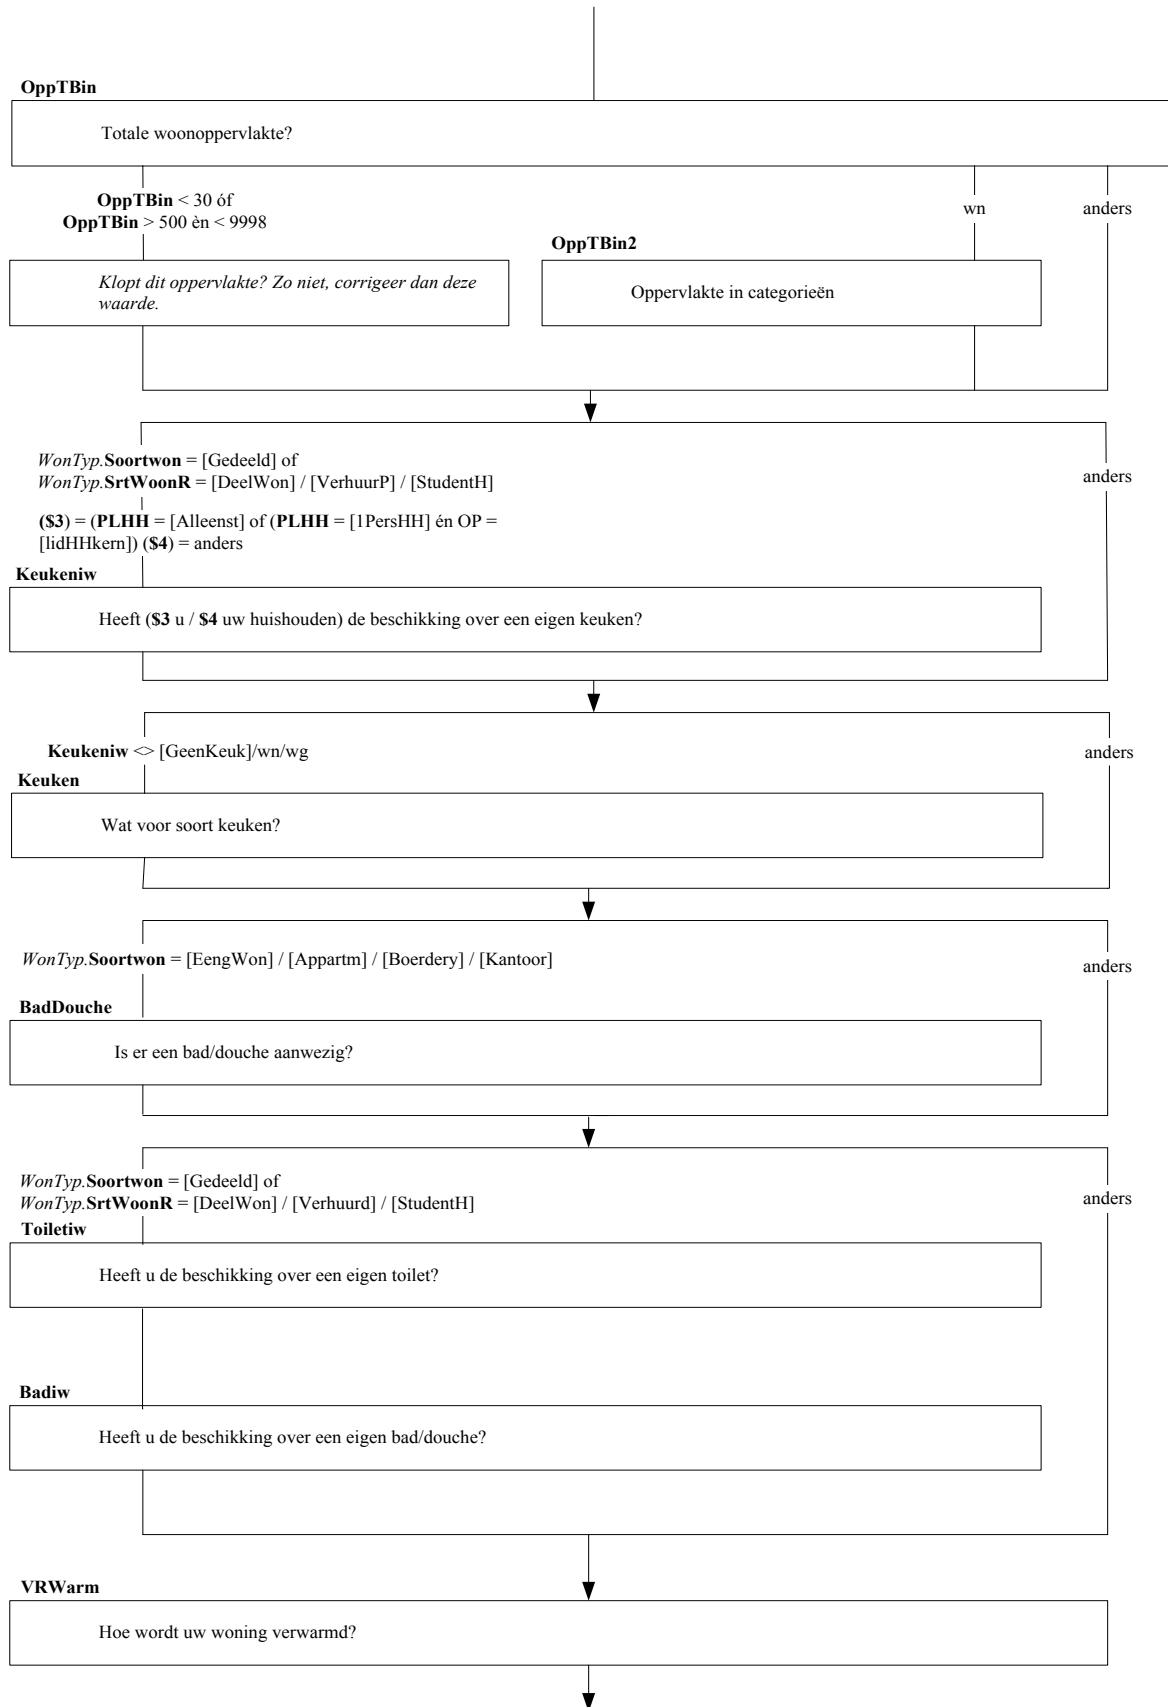 OppTBin
Totale woonoppervlakte?
OppTBin < 30 óf
OppTBin > 500 èn < 9998
wn
anders
OppTBin2
Klopt dit oppervlakte? Zo niet, corrigeer dan deze
waarde.
Oppervlakte in categorieën
WonTyp.Soortwon = [Gedeeld] of
WonTyp.SrtWoonR = [DeelWon] / [VerhuurP] / [StudentH]
anders
($3) = (PLHH = [Alleenst] of (PLHH = [1PersHH] én OP =
[lidHHkern]) ($4) = anders
Keukeniw
Heeft ($3 u / $4 uw huishouden) de beschikking over een eigen keuken?
Keukeniw <> [GeenKeuk]/wn/wg
anders
Keuken
Wat voor soort keuken?
WonTyp.Soortwon = [EengWon] / [Appartm] / [Boerdery] / [Kantoor]
anders
BadDouche
Is er een bad/douche aanwezig?
WonTyp.Soortwon = [Gedeeld] of
WonTyp.SrtWoonR = [DeelWon] / [Verhuurd] / [StudentH]
anders
Toiletiw
Heeft u de beschikking over een eigen toilet?
Badiw
Heeft u de beschikking over een eigen bad/douche?
VRWarm
Hoe wordt uw woning verwarmd?